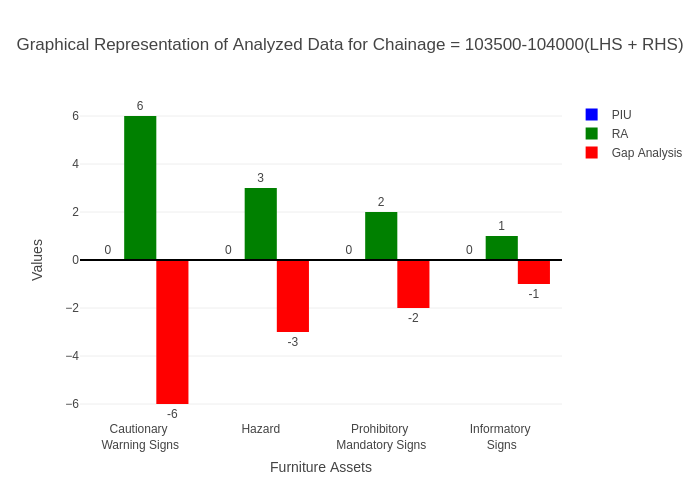 Graphical Representation of Analyzed Data for Chainage = 103500-104000(LHS + RHS)
PIU
RA
Gap Analysis
Values
6
4
2
0
−2
−4
−6
0
6
-6
0
3
-3
0
2
-2
0
1
-1
Cautionary
Warning Signs
Hazard
Prohibitory
Mandatory Signs
Informatory
Signs
Furniture Assets